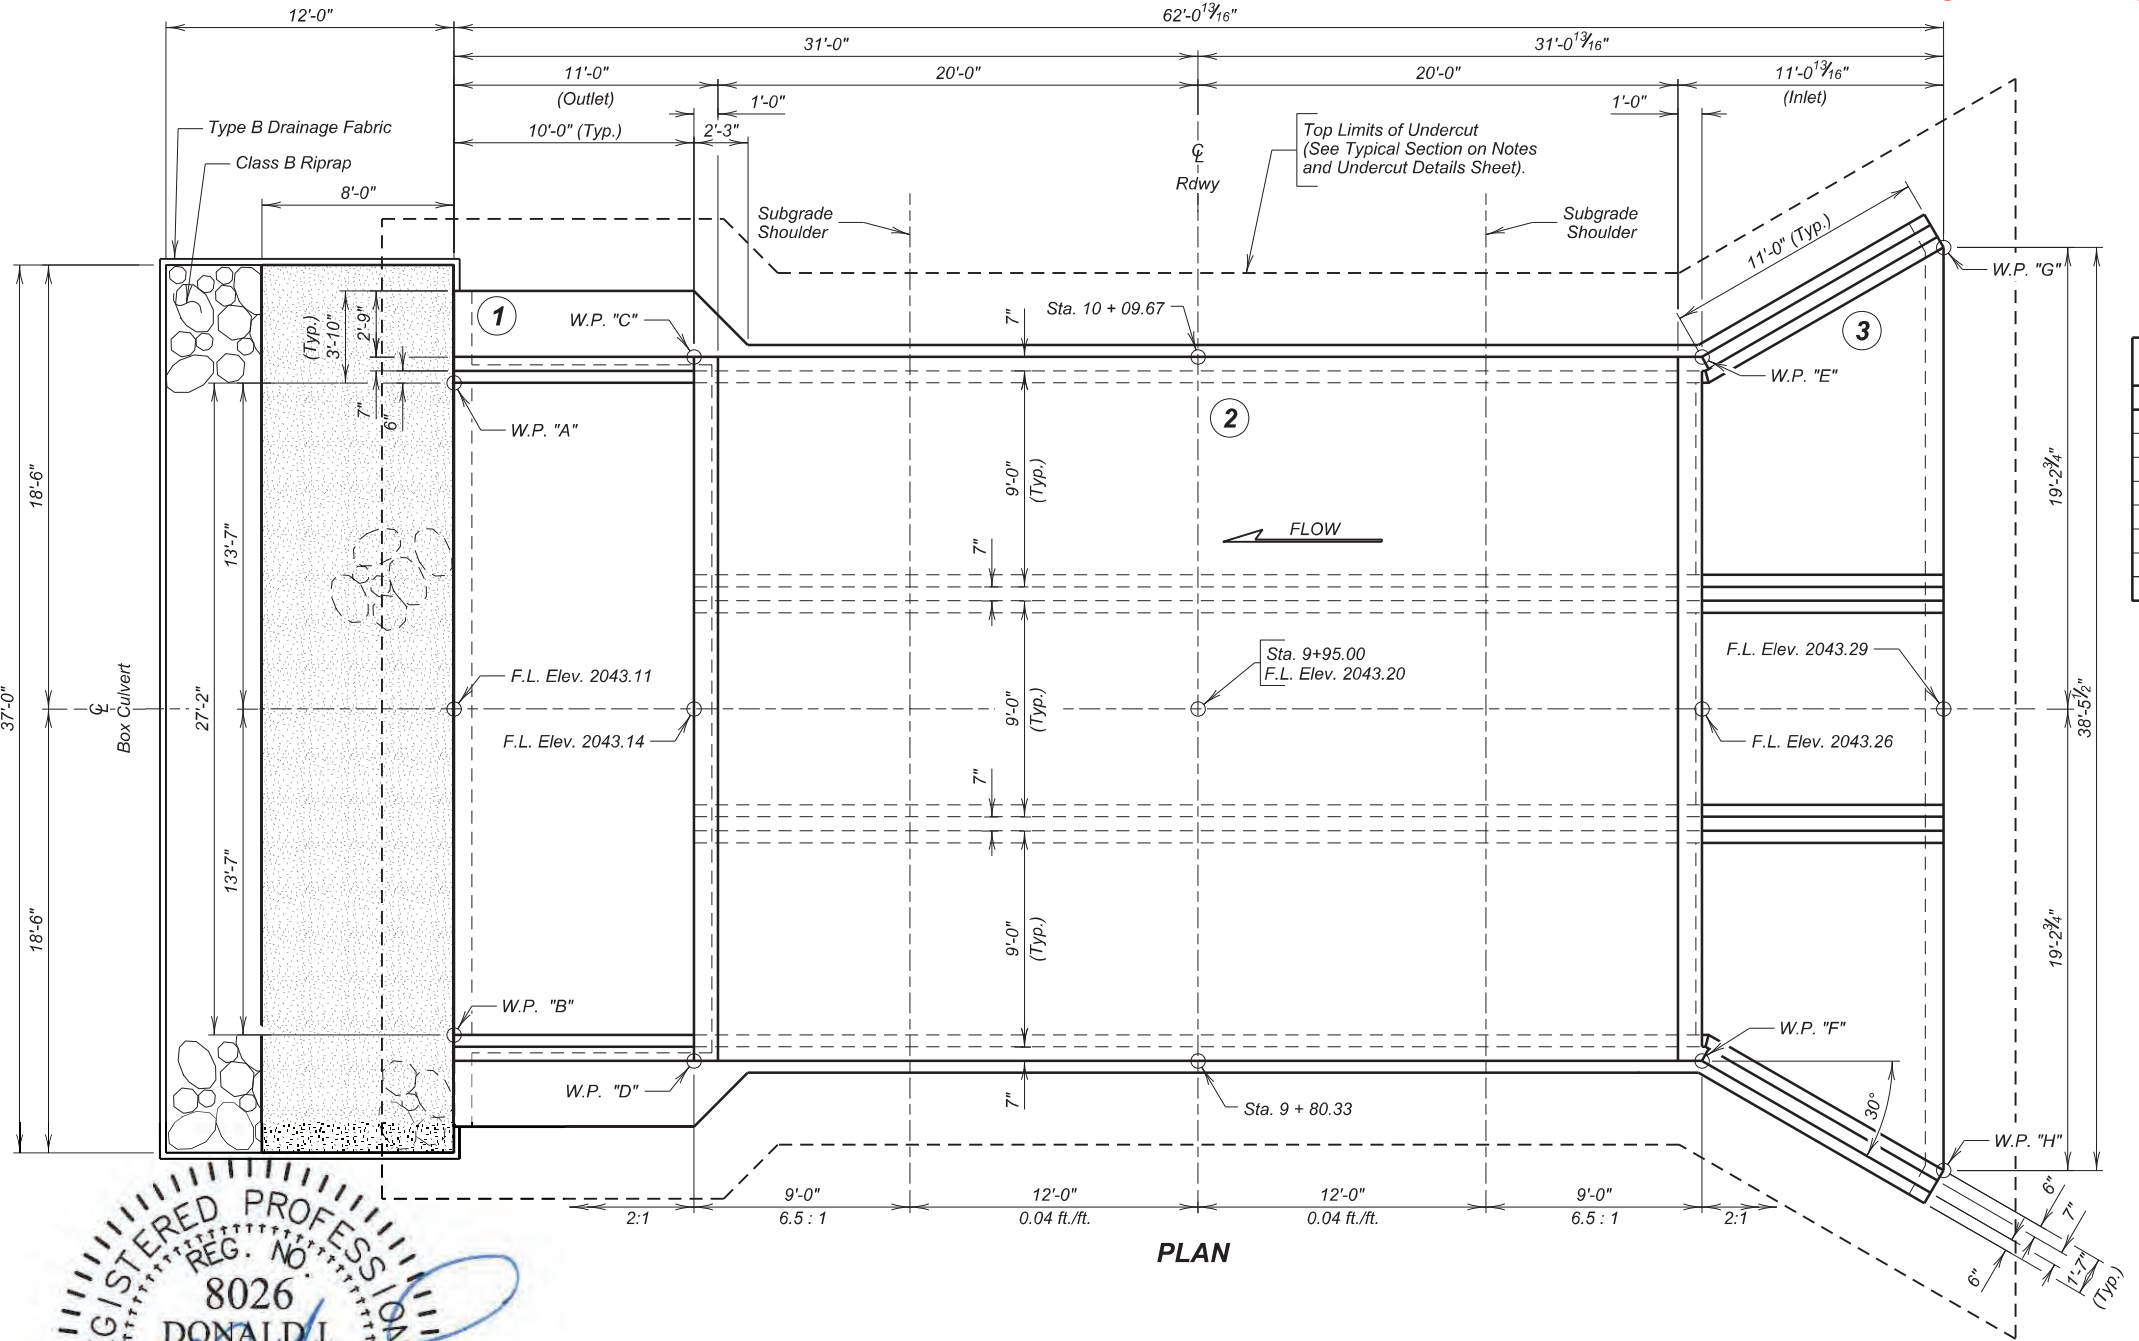 12'-0"
62'-0 13/16"
31'-0"
31'-0 13/16"
11'-0"
(Outlet)
20'-0"
20'-0"
11'-0 13/16"
(Inlet)
1'-0"
1'-0"
10'-0" (Typ.)
2'-3"
Type B Drainage Fabric
Class B Riprap
8'-0"
Top Limits of Undercut
(See Typical Section on Notes
and Undercut Details Sheet).
℄
Rdwy
Subgrade
Shoulder
Subgrade
Shoulder
11'-0" (Typ.)
W.P. "G"
1
W.P. "C"
Sta. 10 + 09.67
7"
3
(Typ.)
3'-10"
2'-9"
7"
6"
W.P. "A"
W.P. "E"
2
18'-6"
13'-7"
9'-0"
(Typ.)
19'-2 3/4"
FLOW
7"
37'-0"
℄
Box Culvert
27'-2"
F.L. Elev. 2043.11
F.L. Elev. 2043.14
9'-0"
(Typ.)
Sta. 9+95.00
F.L. Elev. 2043.20
F.L. Elev. 2043.29
F.L. Elev. 2043.26
38'-5 1/2"
7"
18'-6"
13'-7"
9'-0"
(Typ.)
19'-2 3/4"
W.P. "B"
W.P. "D"
7"
Sta. 9 + 80.33
W.P. "F"
30°
W.P. "H"
6"
7"
1'-7"
(Typ.)
6"
2:1
9'-0"
6.5 : 1
12'-0"
0.04 ft./ft.
12'-0"
0.04 ft./ft.
9'-0"
6.5 : 1
2:1
PLAN
REGISTERED PROFESSION
REG. NO.
8026
DONALD J.